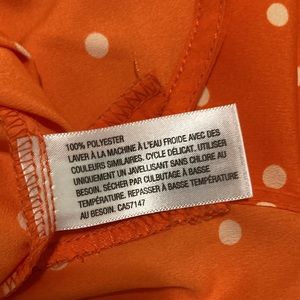 100% POLYESTER
LAVER À LA MACHINE À L'EAU FROIDE AVEC DES
COULEURS SIMILAIRES. CYCLE DÉLICAT. UTILISER
UNIQUEMENT UN JAVELLISANT SANS CHLORE AU
BESOIN. SÉCHER PAR CULBUTAGE À BASSE
TEMPÉRATURE. REPASSER À BASSE TEMPÉRATURE
AU BESOIN. CA57147